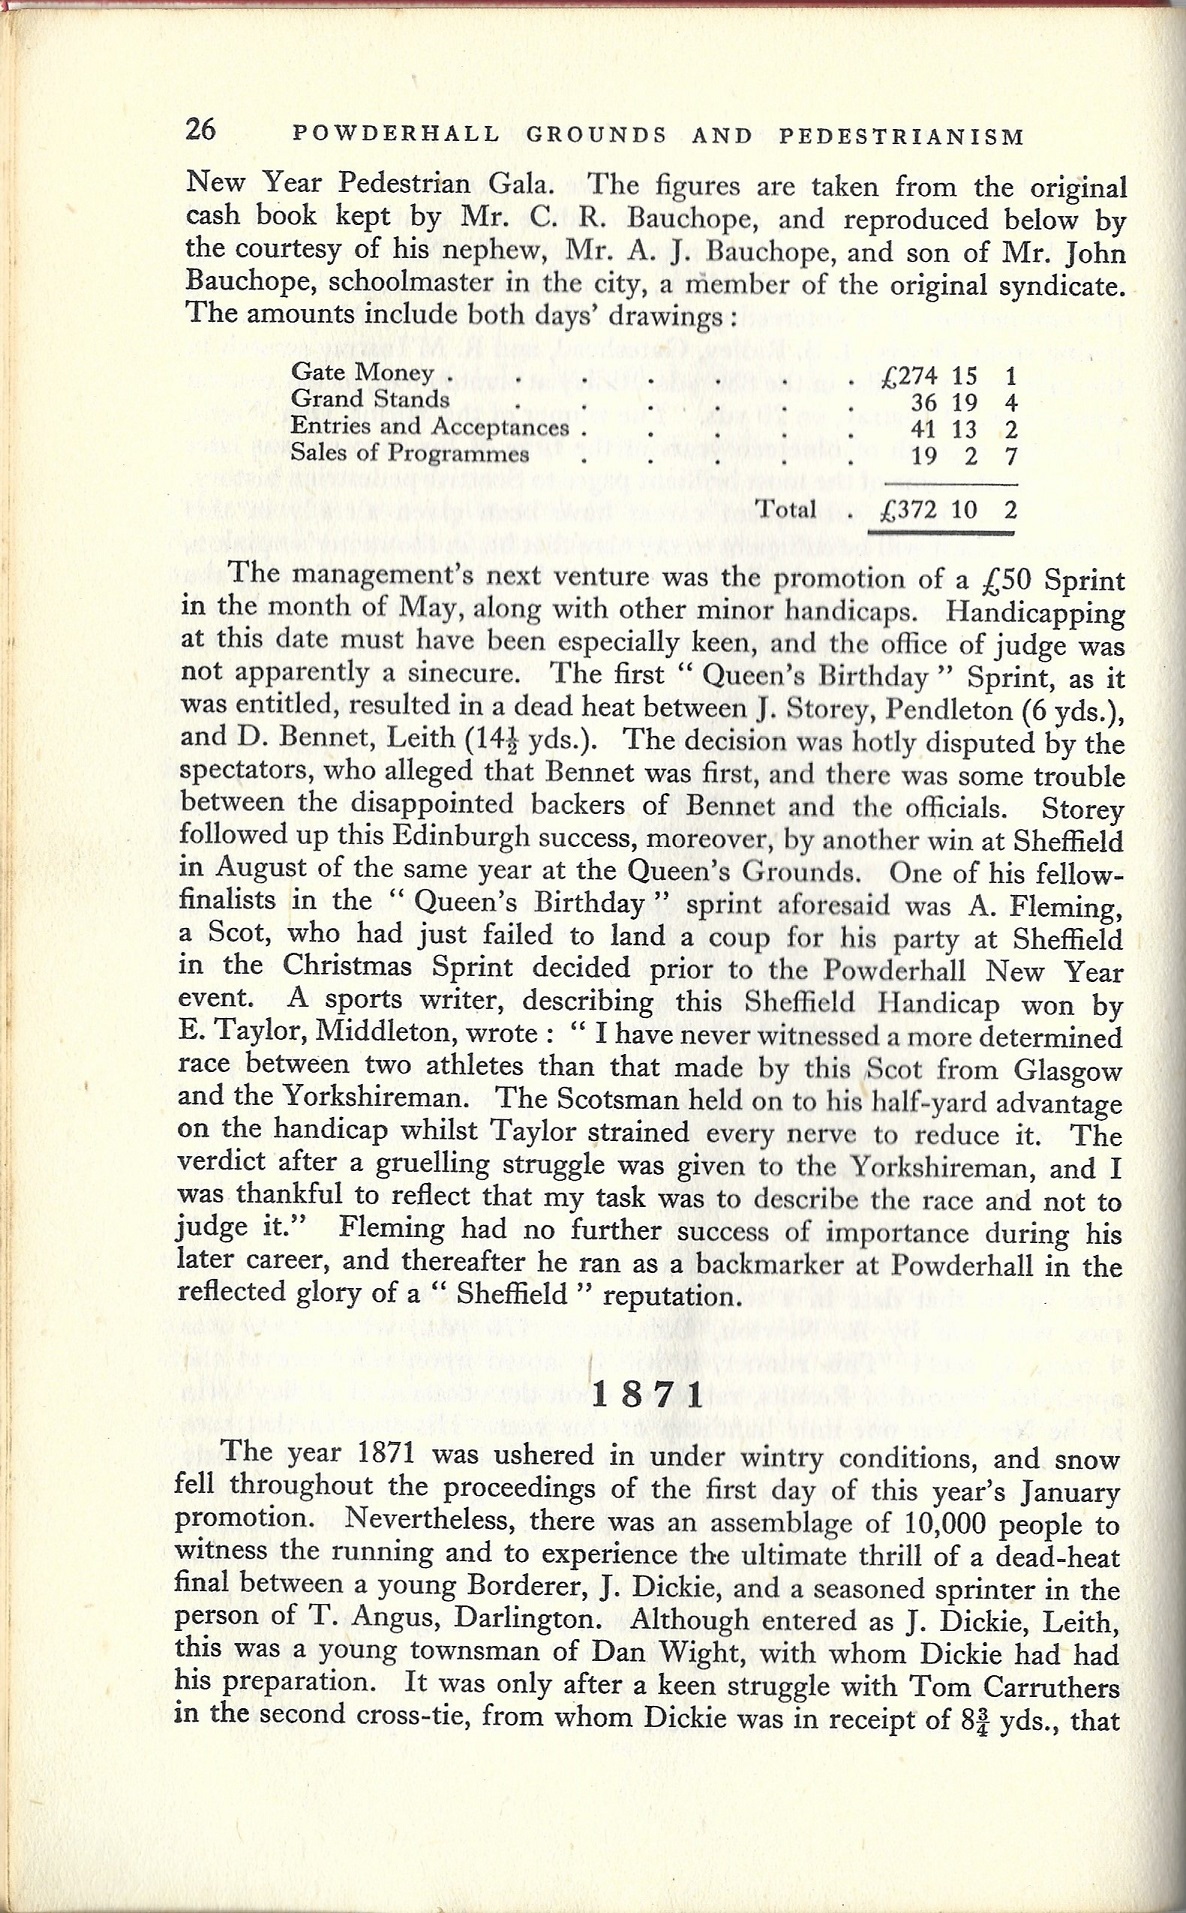 26 POWDERHALL GROUNDS AND PEDESTRIANISM
New Year Pedestrian Gala. The figures are taken from the original
cash book kept by Mr. C. R. Bauchope, and reproduced below by
the courtesy of his nephew, Mr. A. J. Bauchope, and son of Mr. John
Bauchope, schoolmaster in the city, a member of the original syndicate.
The amounts include both days' drawings :
Gate Money . . . . . . . £274 15 1
Grand Stands . . . . . . 36 19 4
Entries and Acceptances . . . . . 41 13 2
Sales of Programmes . . . . . 19 2 7
Total . £372 10 2
The management's next venture was the promotion of a £50 Sprint
in the month of May, along with other minor handicaps. Handicapping
at this date must have been especially keen, and the office of judge was
not apparently a sinecure. The first “ Queen's Birthday ” Sprint, as it
was entitled, resulted in a dead heat between J. Storey, Pendleton (6 yds.),
and D. Bennet, Leith (14½ yds.). The decision was hotly disputed by the
spectators, who alleged that Bennet was first, and there was some trouble
between the disappointed backers of Bennet and the officials. Storey
followed up this Edinburgh success, moreover, by another win at Sheffield
in August of the same year at the Queen's Grounds. One of his fellow-
finalists in the “ Queen's Birthday ” sprint aforesaid was A. Fleming,
a Scot, who had just failed to land a coup for his party at Sheffield
in the Christmas Sprint decided prior to the Powderhall New Year
event. A sports writer, describing this Sheffield Handicap won by
E. Taylor, Middleton, wrote : “ I have never witnessed a more determined
race between two athletes than that made by this Scot from Glasgow
and the Yorkshireman. The Scotsman held on to his half-yard advantage
on the handicap whilst Taylor strained every nerve to reduce it. The
verdict after a gruelling struggle was given to the Yorkshireman, and I
was thankful to reflect that my task was to describe the race and not to
judge it.” Fleming had no further success of importance during his
later career, and thereafter he ran as a backmarker at Powderhall in the
reflected glory of a “ Sheffield ” reputation.
1871
The year 1871 was ushered in under wintry conditions, and snow
fell throughout the proceedings of the first day of this year's January
promotion. Nevertheless, there was an assemblage of 10,000 people to
witness the running and to experience the ultimate thrill of a dead-heat
final between a young Borderer, J. Dickie, and a seasoned sprinter in the
person of T. Angus, Darlington. Although entered as J. Dickie, Leith,
this was a young townsman of Dan Wight, with whom Dickie had had
his preparation. It was only after a keen struggle with Tom Carruthers
in the second cross-tie, from whom Dickie was in receipt of 8¾ yds., that